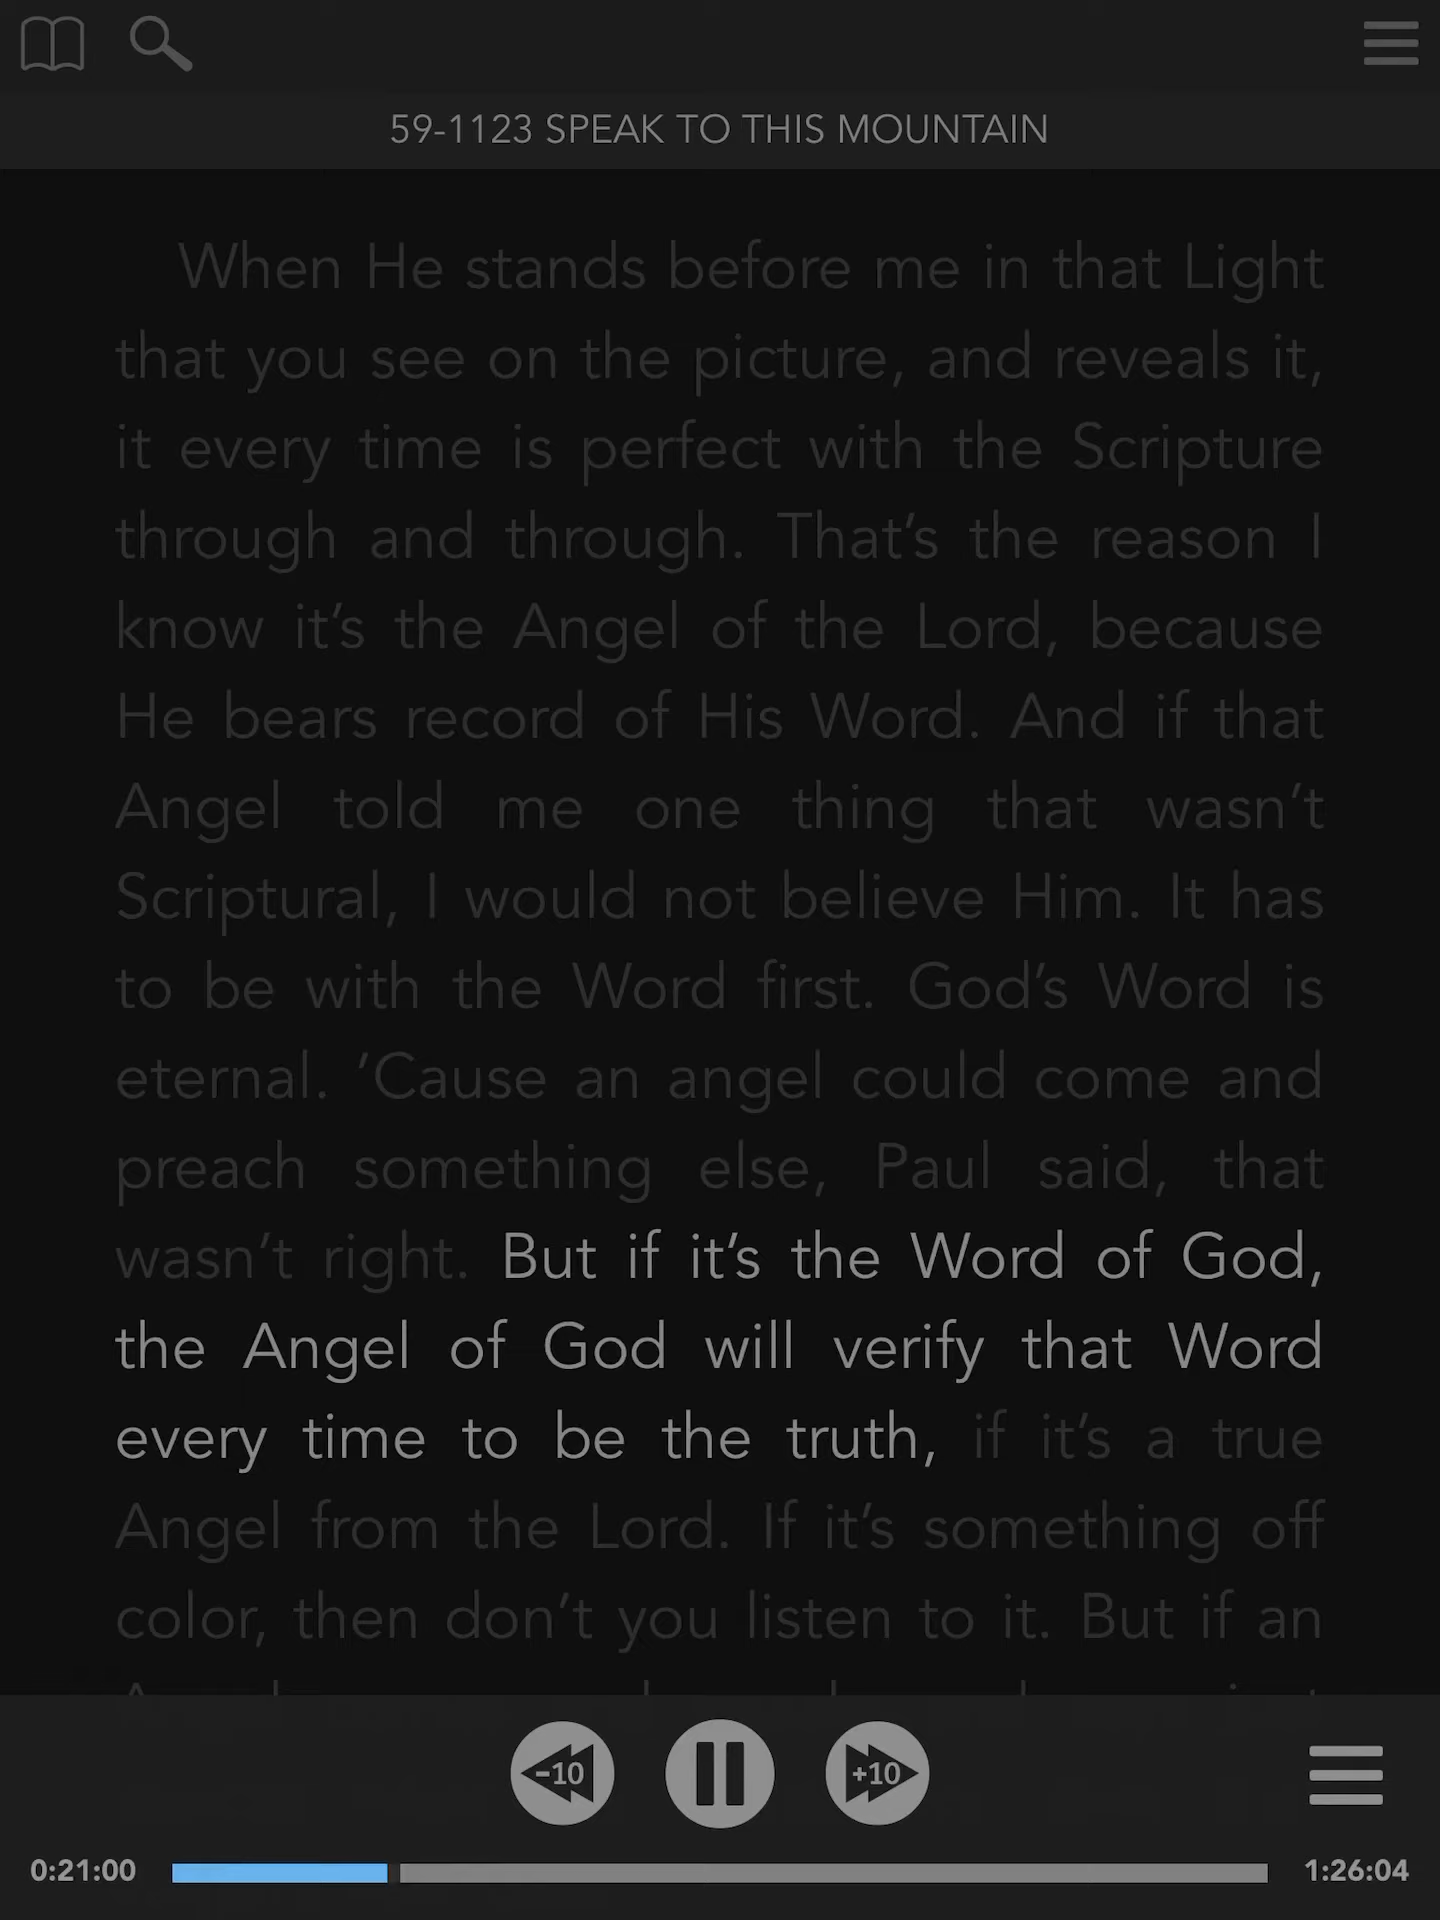 59-1123 SPEAK TO THIS MOUNTAIN
When He stands before me in that Light
that you see on the picture, and reveals it,
it every time is perfect with the Scripture
through and through. That’s the reason I
know it’s the Angel of the Lord, because
He bears record of His Word. And if that
Angel told me one thing that wasn’t
Scriptural, I would not believe Him. It has
to be with the Word first. God’s Word is
eternal. ’Cause an angel could come and
preach something else, Paul said, that
wasn’t right. But if it’s the Word of God,
the Angel of God will verify that Word
every time to be the truth, if it’s a true
Angel from the Lord. If it’s something off
color, then don’t you listen to it. But if an
-10 +10
0:21:00 1:26:04